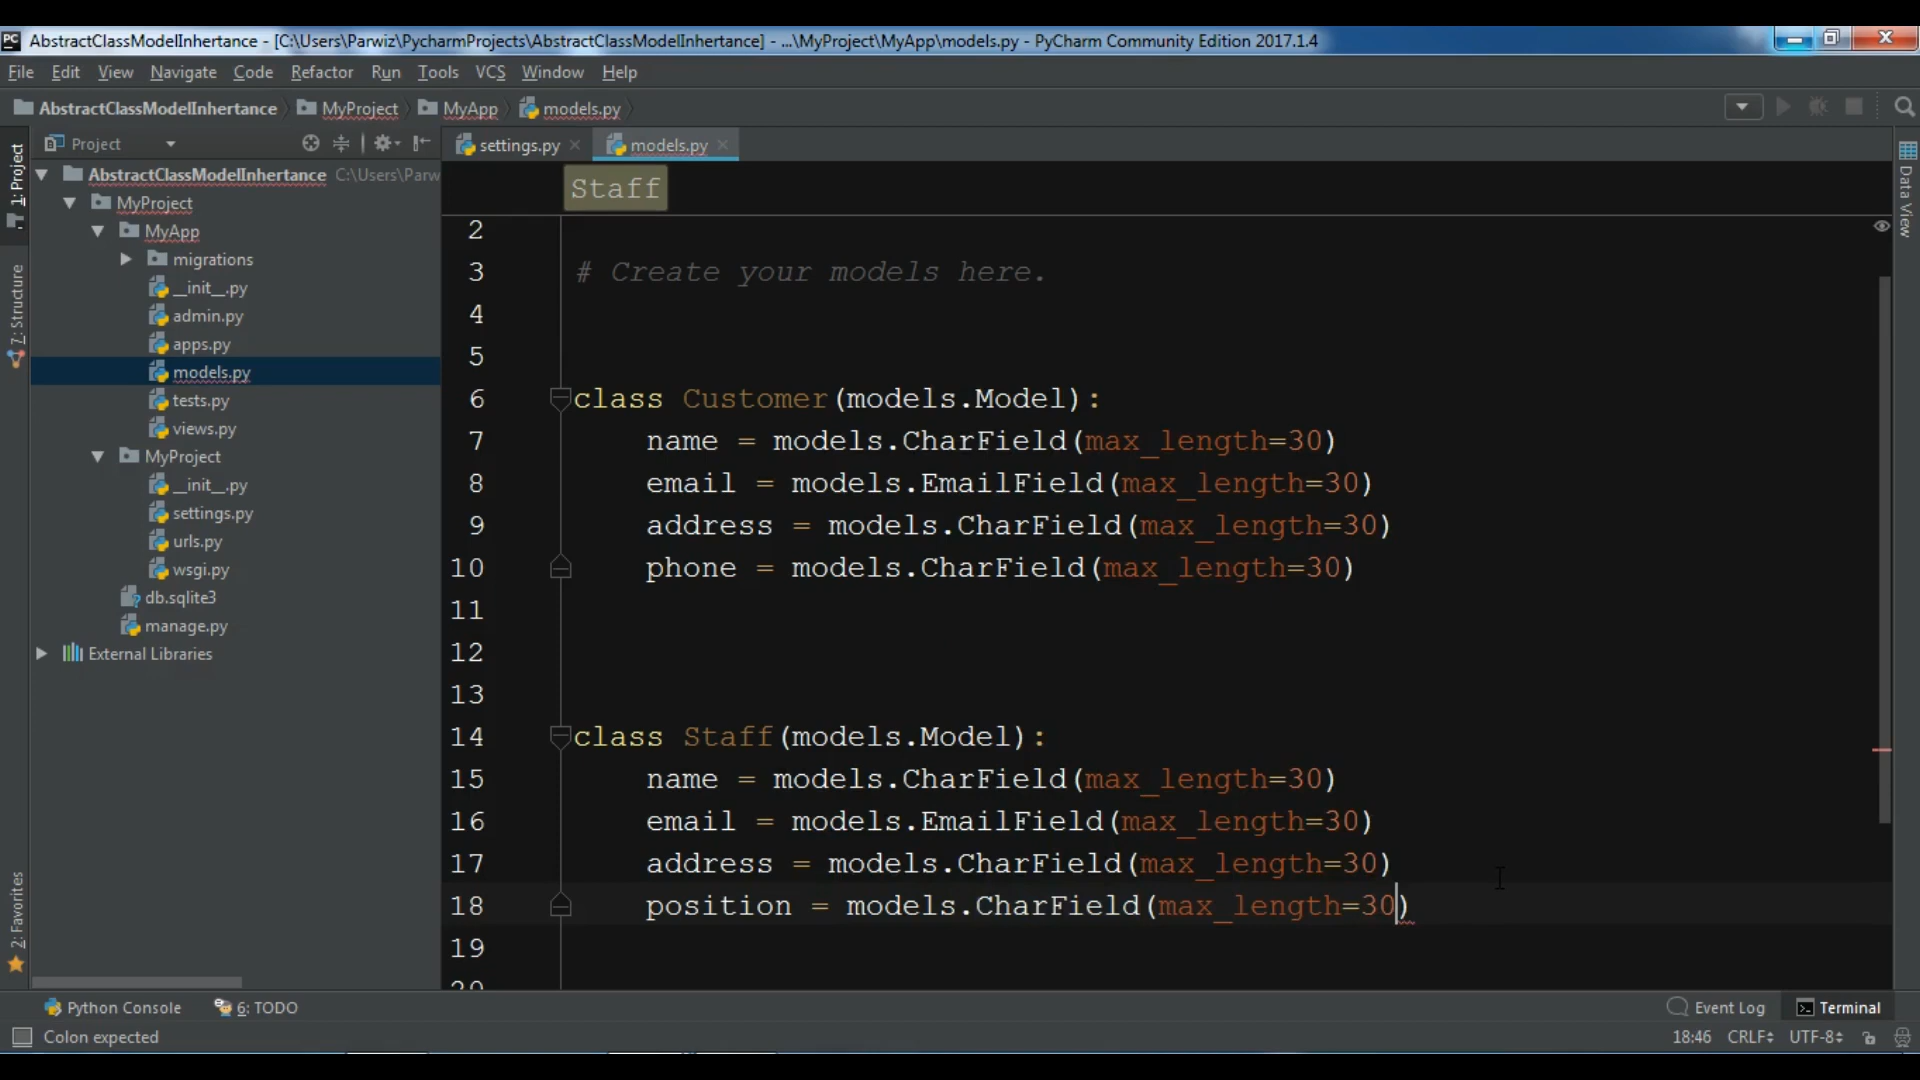 AbstractClassModelInhertance - [C:\Users\Parwiz\PycharmProjects\AbstractClassModelInhertance] - ...\MyProject\MyApp\models.py - PyCharm Community Edition 2017.1.4
File Edit View Navigate Code Refactor Run Tools VCS Window Help
AbstractClassModelInhertance MyProject MyApp models.py
Project
settings.py models.py
1: Project
7: Structure
2: Favorites
Data View
AbstractClassModelInhertance C:\Users\Parw
MyProject
MyApp
migrations
__init__.py
admin.py
apps.py
models.py
tests.py
views.py
MyProject
__init__.py
settings.py
urls.py
wsgi.py
db.sqlite3
manage.py
External Libraries
Staff
2
3 # Create your models here.
4
5
6 class Customer(models.Model):
7 name = models.CharField(max_length=30)
8 email = models.EmailField(max_length=30)
9 address = models.CharField(max_length=30)
10 phone = models.CharField(max_length=30)
11
12
13
14 class Staff(models.Model):
15 name = models.CharField(max_length=30)
16 email = models.EmailField(max_length=30)
17 address = models.CharField(max_length=30)
18 position = models.CharField(max_length=30)
19
20
Python Console 6: TODO Event Log Terminal
Colon expected 18:46 CRLF UTF-8